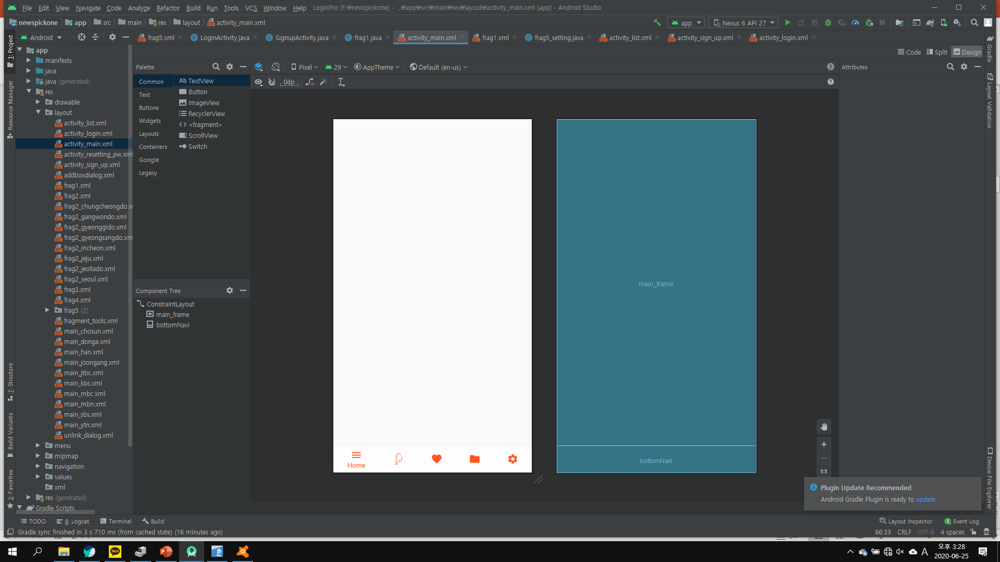 File Edit View Navigate Code Analyze Refactor Build Run Tools VCS Window Help LoginPro [F:₩newspickone] - ...₩app₩src₩main₩res₩layout₩activity_main.xml [app] - Android Studio
newspickone app src main res layout activity_main.xml app Nexus 6 API 27
Android frag5.xml LoginActivity.java SignupActivity.java frag1.java activity_main.xml frag1.xml frag5_setting.java activity_list.xml activity_sign_up.xml activity_login.xml
Code Split Design
1: Project
Resource Manager
7: Structure
Build Variants
2: Favorites
app
manifests
java
java (generated)
res
drawable
layout
activity_list.xml
activity_login.xml
activity_main.xml
activity_resetting_pw.xml
activity_sign_up.xml
addboxdialog.xml
frag1.xml
frag2.xml
frag2_chungcheongdo.x
frag2_gangwondo.xml
frag2_gyeonggido.xml
frag2_gyeongsangdo.xm
frag2_incheon.xml
frag2_jeju.xml
frag2_jeollado.xml
frag2_seoul.xml
frag3.xml
frag4.xml
frag5 (2)
fragment_tools.xml
main_chosun.xml
main_donga.xml
main_han.xml
main_joongang.xml
main_jtbc.xml
main_kbs.xml
main_mbc.xml
main_mbn.xml
main_sbs.xml
main_ytn.xml
unlink_dialog.xml
menu
mipmap
navigation
values
xml
res (generated)
Gradle Scripts
Palette
Common
Text
Buttons
Widgets
Layouts
Containers
Google
Legacy
Ab TextView
Button
ImageView
RecyclerView
<fragment>
ScrollView
Switch
Component Tree
ConstraintLayout
main_frame
bottomNavi
Pixel 29 AppTheme Default (en-us)
0dp
Home
main_frame
bottomNavi
1:1
Attributes
Gradle
Layout Validation
Device File Explorer
Plugin Update Recommended
Android Gradle Plugin is ready to update.
TODO 6: Logcat Terminal Build Layout Inspector 1 Event Log
Gradle sync finished in 3 s 710 ms (from cached state) (16 minutes ago) 86:33 CRLF UTF-8 4 spaces
TALK
A
오후 3:28
2020-06-25